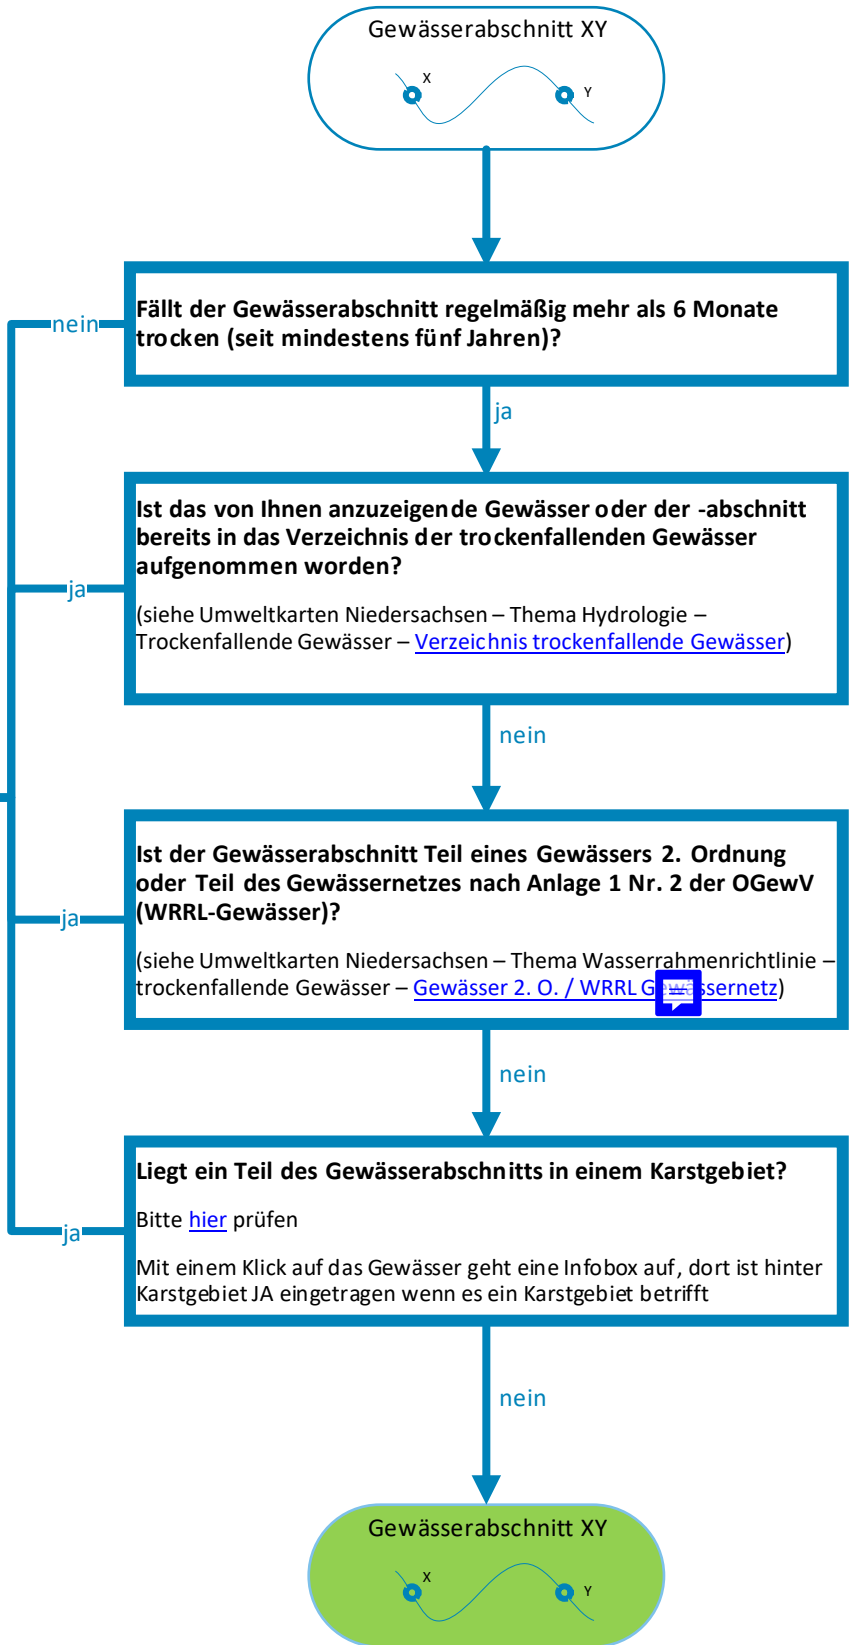 Gewässerabschnitt XY
X
Y
Fällt der Gewässerabschnitt regelmäßig mehr als 6 Monate
trocken (seit mindestens fünf Jahren)?
nein
ja
Ist das von Ihnen anzuzeigende Gewässer oder der -abschnitt
bereits in das Verzeichnis der trockenfallenden Gewässer
aufgenommen worden?
(siehe Umweltkarten Niedersachsen – Thema Hydrologie –
Trockenfallende Gewässer – Verzeichnis trockenfallende Gewässer)
ja
nein
Ist der Gewässerabschnitt Teil eines Gewässers 2. Ordnung
oder Teil des Gewässernetzes nach Anlage 1 Nr. 2 der OGewV
(WRRL-Gewässer)?
(siehe Umweltkarten Niedersachsen – Thema Wasserrahmenrichtlinie –
trockenfallende Gewässer – Gewässer 2. O. / WRRL Gewässernetz)
ja
nein
Liegt ein Teil des Gewässerabschnitts in einem Karstgebiet?
Bitte hier prüfen
Mit einem Klick auf das Gewässer geht eine Infobox auf, dort ist hinter
Karstgebiet JA eingetragen wenn es ein Karstgebiet betrifft
ja
nein
Gewässerabschnitt XY
X
Y